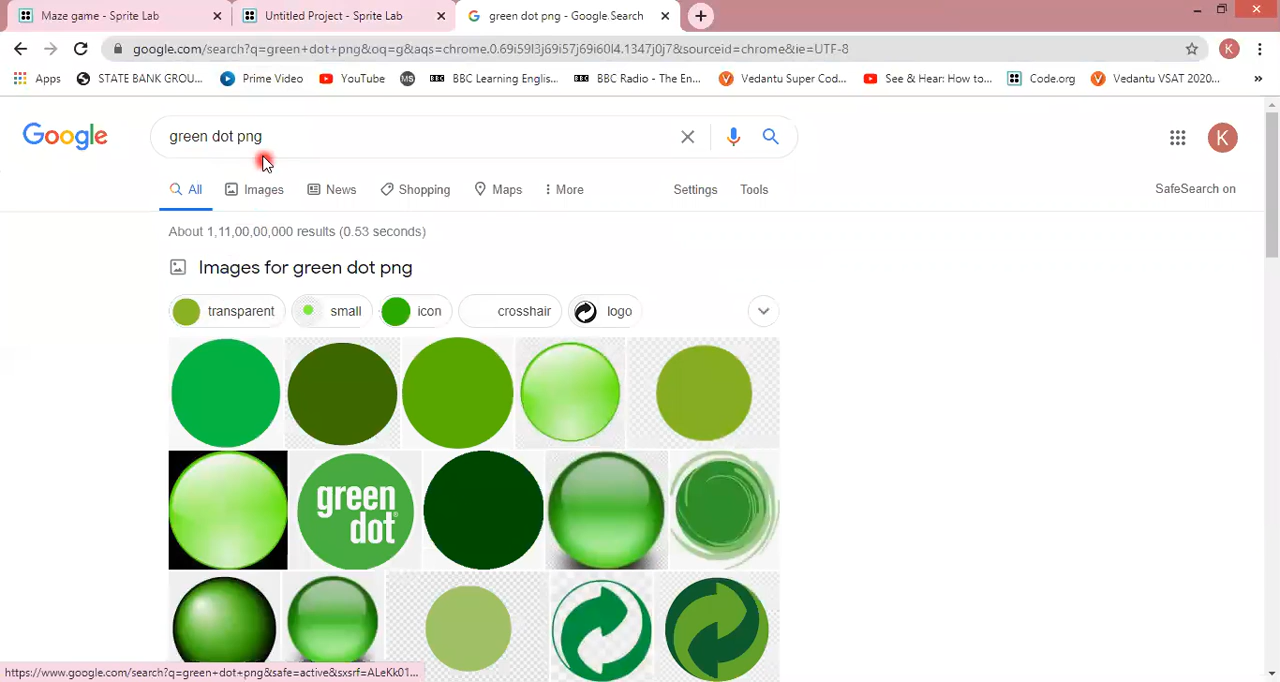 Maze game - Sprite Lab
Untitled Project - Sprite Lab
green dot png - Google Search
google.com/search?q=green+dot+png&oq=g&aqs=chrome.0.69i59l3j69i57j69i60l4.1347j0j7&sourceid=chrome&ie=UTF-8
K
Apps
STATE BANK GROU...
Prime Video
YouTube
MS
BBC Learning Englis...
BBC Radio - The En...
Vedantu Super Cod...
See & Hear: How to...
Code.org
Vedantu VSAT 2020...
»
Google
green dot png
K
All
Images
News
Shopping
Maps
More
Settings
Tools
SafeSearch on
About 1,11,00,00,000 results (0.53 seconds)
Images for green dot png
transparent
small
icon
crosshair
logo
green
dot
https://www.google.com/search?q=green+dot+png&safe=active&sxsrf=ALeKk01...